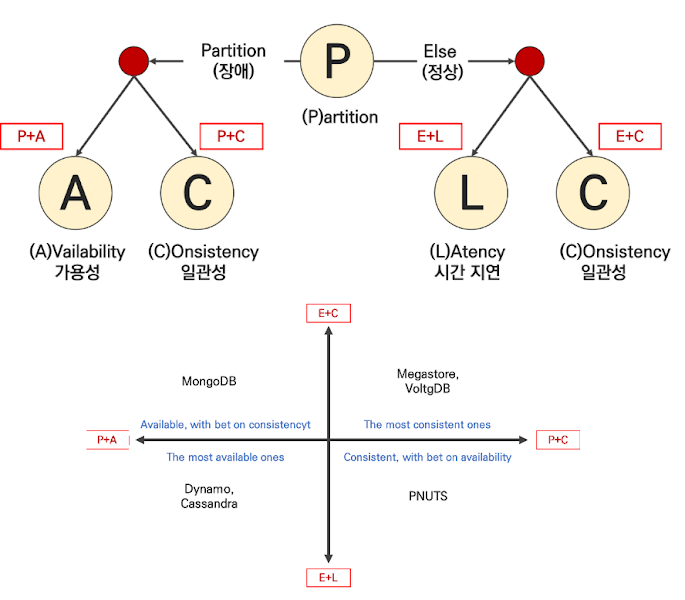 Partition
(장애)
P
Else
(정상)
(P)artition
P+A
P+C
E+L
E+C
A
C
L
C
(A)Vailability
가용성
(C)Onsistency
일관성
(L)Atency
시간 지연
(C)Onsistency
일관성
E+C
MongoDB
Megastore,
VoltgDB
Available, with bet on consistencyt
The most consistent ones
P+A
P+C
The most available ones
Consistent, with bet on availability
Dynamo,
Cassandra
PNUTS
E+L